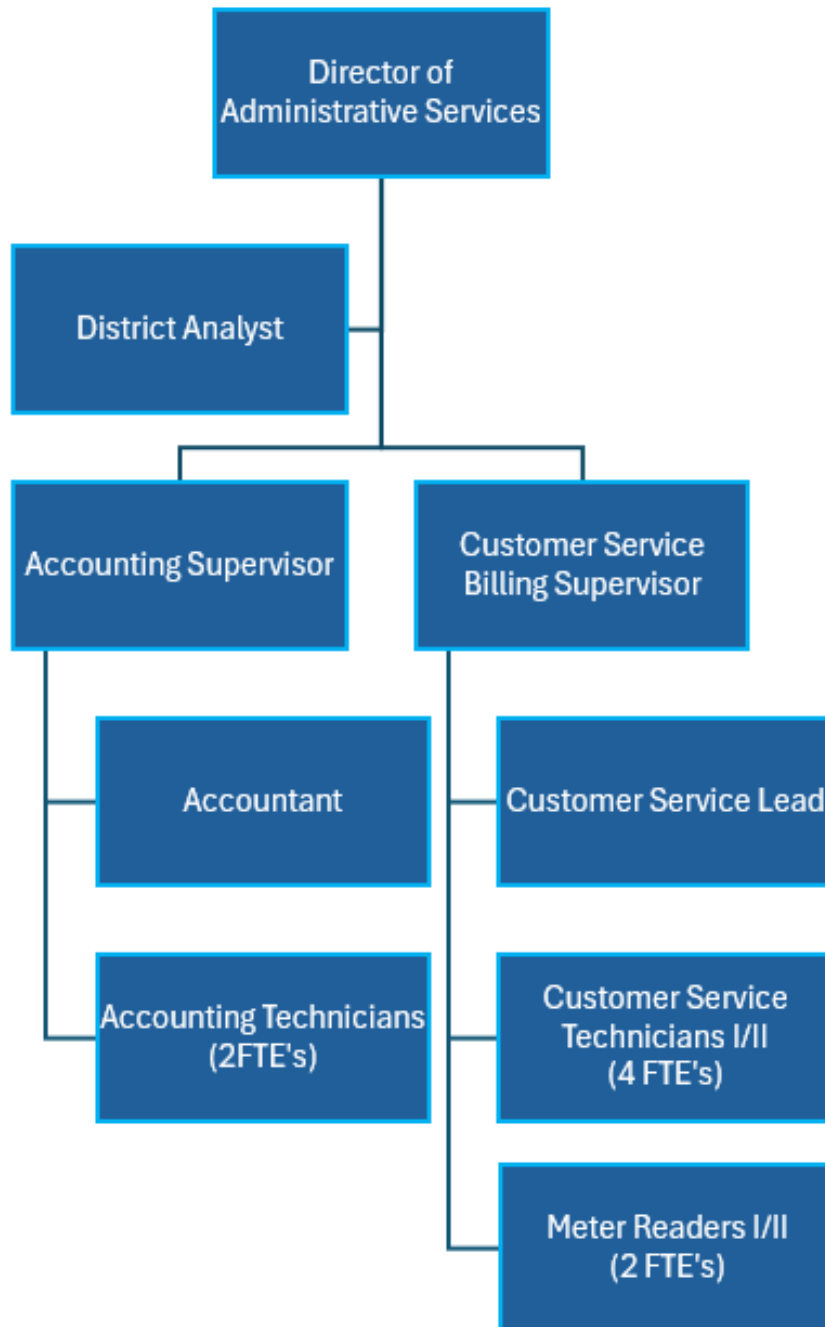 Director of
Administrative Services
District Analyst
Accounting Supervisor
Customer Service
Billing Supervisor
Accountant
Customer Service Lead
Accounting Technicians
(2FTE's)
Customer Service
Technicians I/II
(4 FTE's)
Meter Readers I/II
(2 FTE's)